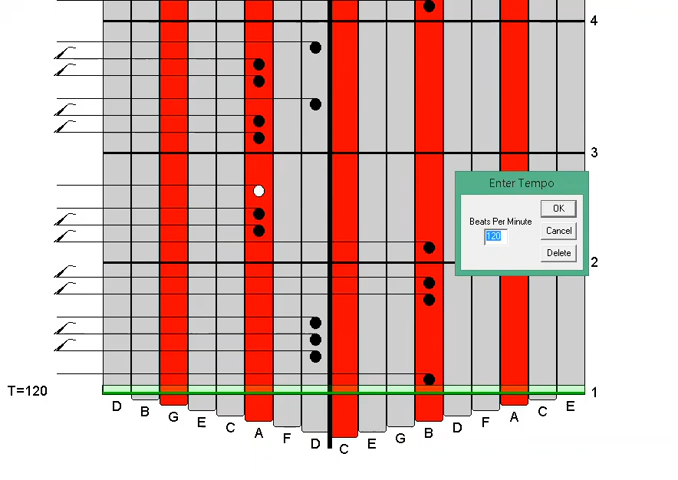 4
3
Enter Tempo
OK
Beats Per Minute
120
Cancel
Delete
2
T=120
1
D B G E C A F D C E G B D F A C E